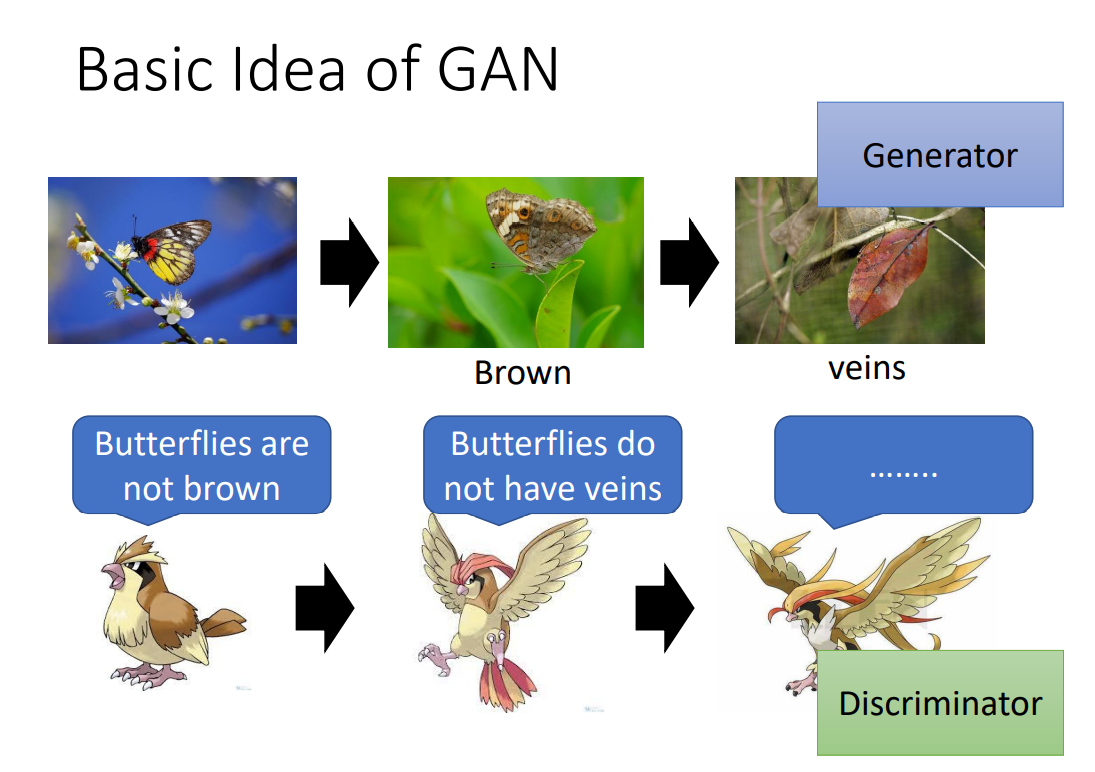 Basic Idea of GAN
Generator
Brown
veins
Butterflies are
not brown
Butterflies do
not have veins
........
Discriminator